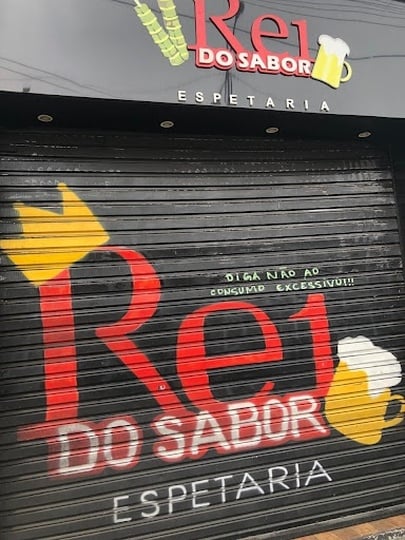 Rei
DO SABOR
ESPETARIA
DIGA NÃO AO
CONSUMO EXCESSIVO!!!
Rei
DO SABOR
ESPETARIA